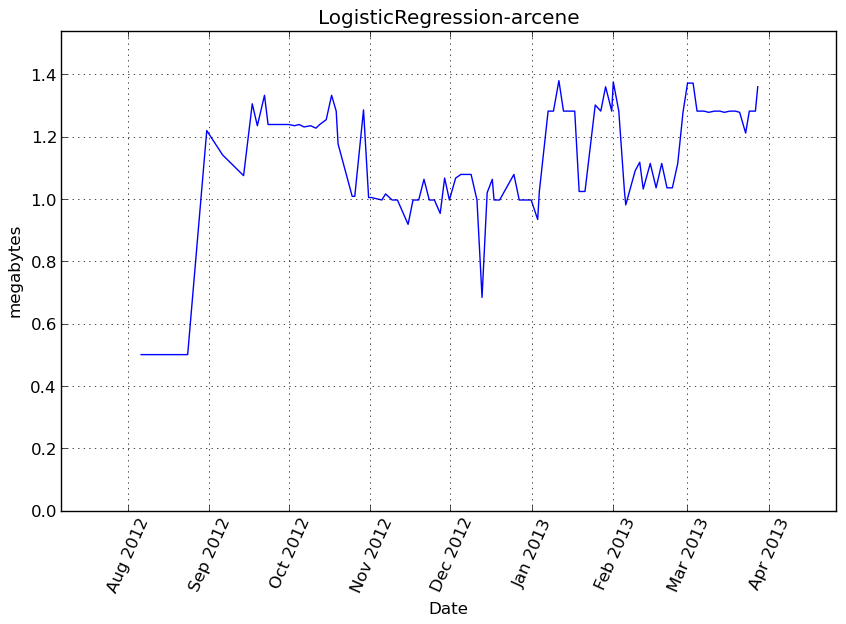 LogisticRegression-arcene
megabytes
1.4
1.2
1.0
0.8
0.6
0.4
0.2
0.0
Aug 2012
Sep 2012
Oct 2012
Nov 2012
Dec 2012
Jan 2013
Feb 2013
Mar 2013
Apr 2013
Date